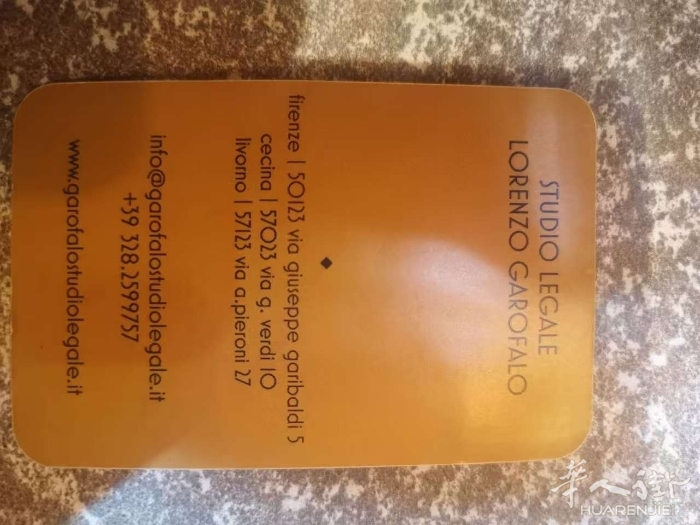 STUDIO LEGALE
LORENZO GAROFALO
firenze | 50123 via giuseppe garibaldi 5
cecina | 57023 via g. verdi 10
livorno | 57123 via a.pieroni 27
info@garofalostudiolegale.it
+39 328.2599757
www.garofalostudiolegale.it
华人街
HUARENJIE